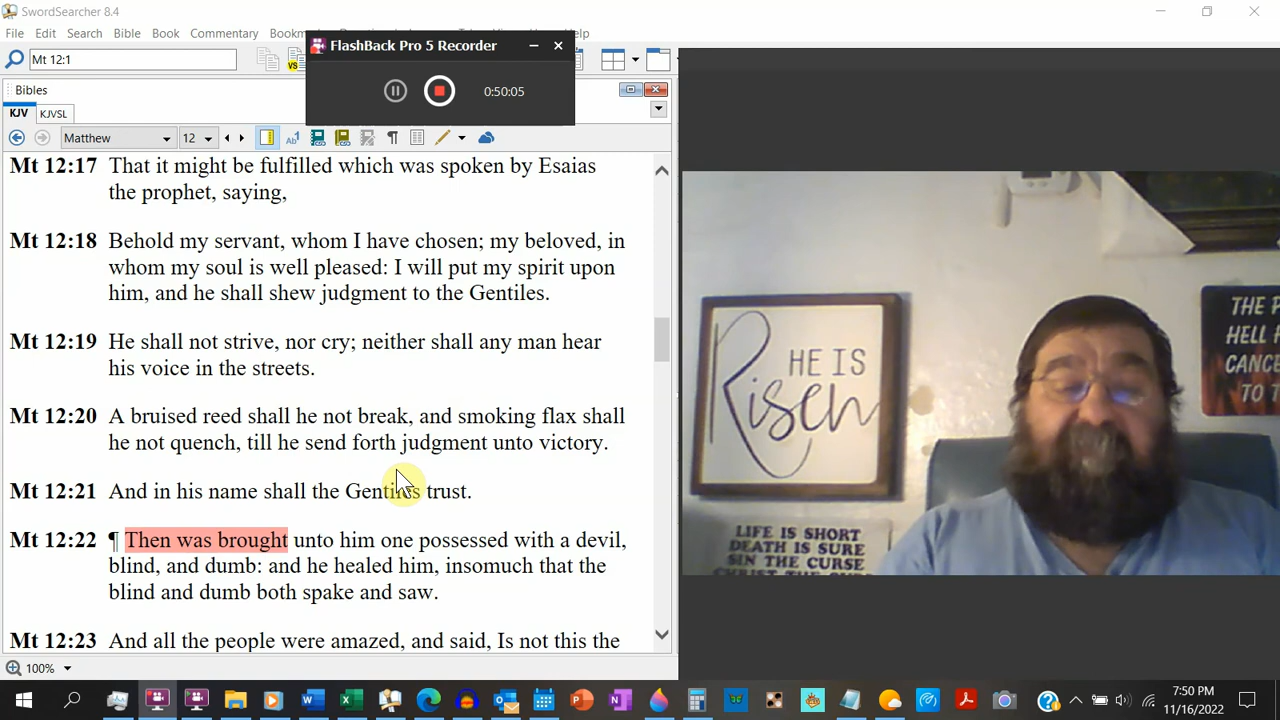 SwordSearcher 8.4
File Edit Search Bible Book Commentary
FlashBack Pro 5 Recorder
0:50:05
Mt 12:1
Bibles
KJV KJVSL
Matthew 12
Mt 12:17 That it might be fulfilled which was spoken by Esaias
the prophet, saying,
Mt 12:18 Behold my servant, whom I have chosen; my beloved, in
whom my soul is well pleased: I will put my spirit upon
him, and he shall shew judgment to the Gentiles.
Mt 12:19 He shall not strive, nor cry; neither shall any man hear
his voice in the streets.
Mt 12:20 A bruised reed shall he not break, and smoking flax shall
he not quench, till he send forth judgment unto victory.
Mt 12:21 And in his name shall the Gentiles trust.
Mt 12:22 ¶ Then was brought unto him one possessed with a devil,
blind, and dumb: and he healed him, insomuch that the
blind and dumb both spake and saw.
Mt 12:23 And all the people were amazed, and said, Is not this the
100%
HE IS
Risen
THE
HELL
TO
LIFE IS SHORT
DEATH IS SURE
SIN THE CURSE
7:50 PM
11/16/2022